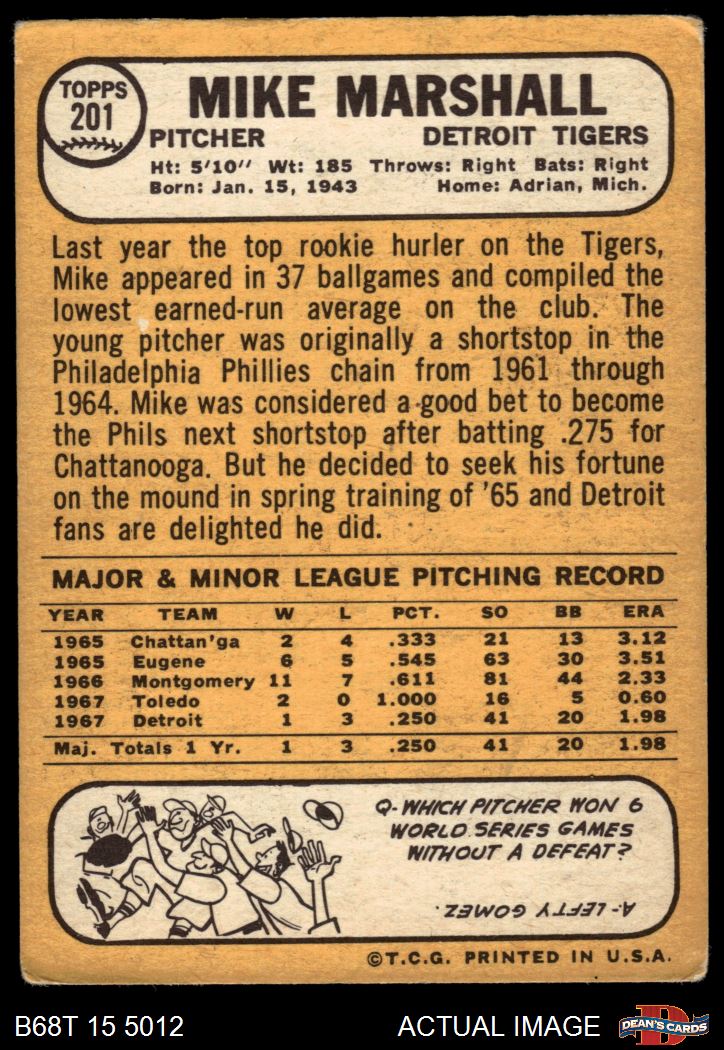 TOPPS
201
MIKE MARSHALL
PITCHER DETROIT TIGERS
Ht: 5'10" Wt: 185 Throws: Right Bats: Right
Born: Jan. 15, 1943 Home: Adrian, Mich.
Last year the top rookie hurler on the Tigers,
Mike appeared in 37 ballgames and compiled the
lowest earned-run average on the club. The
young pitcher was originally a shortstop in the
Philadelphia Phillies chain from 1961 through
1964. Mike was considered a good bet to become
the Phils next shortstop after batting .275 for
Chattanooga. But he decided to seek his fortune
on the mound in spring training of '65 and Detroit
fans are delighted he did.
MAJOR & MINOR LEAGUE PITCHING RECORD
YEAR TEAM W L PCT. SO BB ERA
1965 Chattan'ga 2 4 .333 21 13 3.12
1965 Eugene 6 5 .545 63 30 3.51
1966 Montgomery 11 7 .611 81 44 2.33
1967 Toledo 2 0 1.000 16 5 0.60
1967 Detroit 1 3 .250 41 20 1.98
Maj. Totals 1 Yr. 1 3 .250 41 20 1.98
Q- WHICH PITCHER WON 6
WORLD SERIES GAMES
WITHOUT A DEFEAT?
A- LEFTY GOMEZ.
©T.C.G. PRINTED IN U.S.A.
B68T 15 5012 ACTUAL IMAGE
D
DEAN'S CARDS